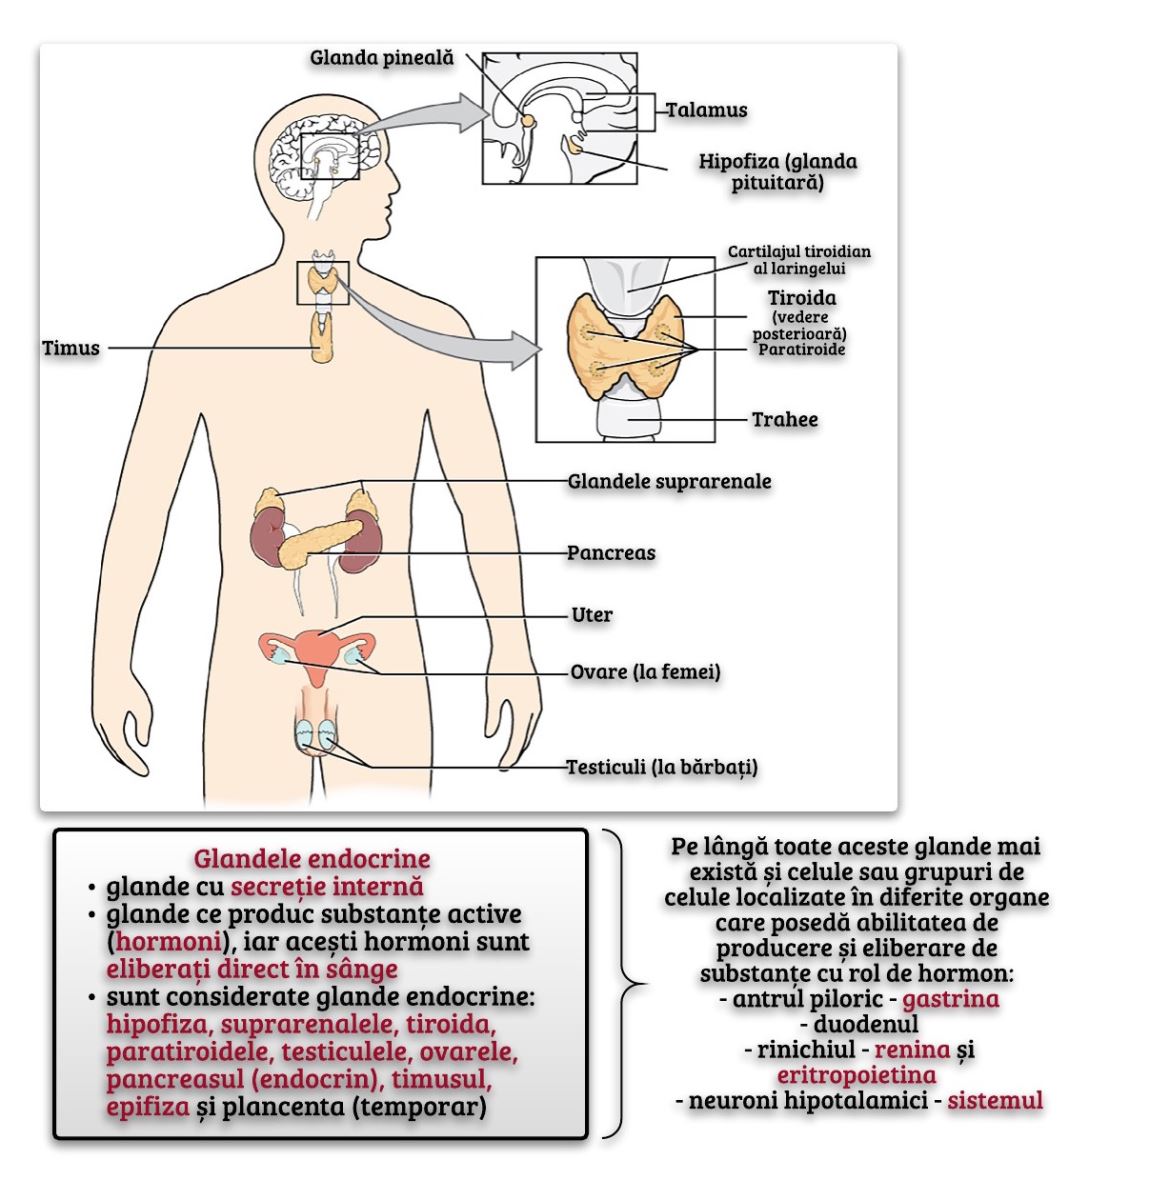 Glanda pineală
Talamus
Hipofiza (glanda
pituitară)
Cartilajul tiroidian
al laringelui
Tiroida
(vedere
posterioară)
Paratiroide
Timus
Trahee
Glandele suprarenale
Pancreas
Uter
Ovare (la femei)
Testiculi (la bărbați)
Glandele endocrine
• glande cu secreție internă
• glande ce produc substanțe active
(hormoni), iar acești hormoni sunt
eliberați direct în sânge
• sunt considerate glande endocrine:
hipofiza, suprarenalele, tiroida,
paratiroidele, testiculele, ovarele,
pancreasul (endocrin), timusul,
epifiza și plancenta (temporar)
Pe lângă toate aceste glande mai
există și celule sau grupuri de
celule localizate în diferite organe
care posedă abilitatea de
producere și eliberare de
substanțe cu rol de hormon:
- antrul piloric - gastrina
- duodenul
- rinichiul - renina și
eritropoietina
- neuroni hipotalamici - sistemul